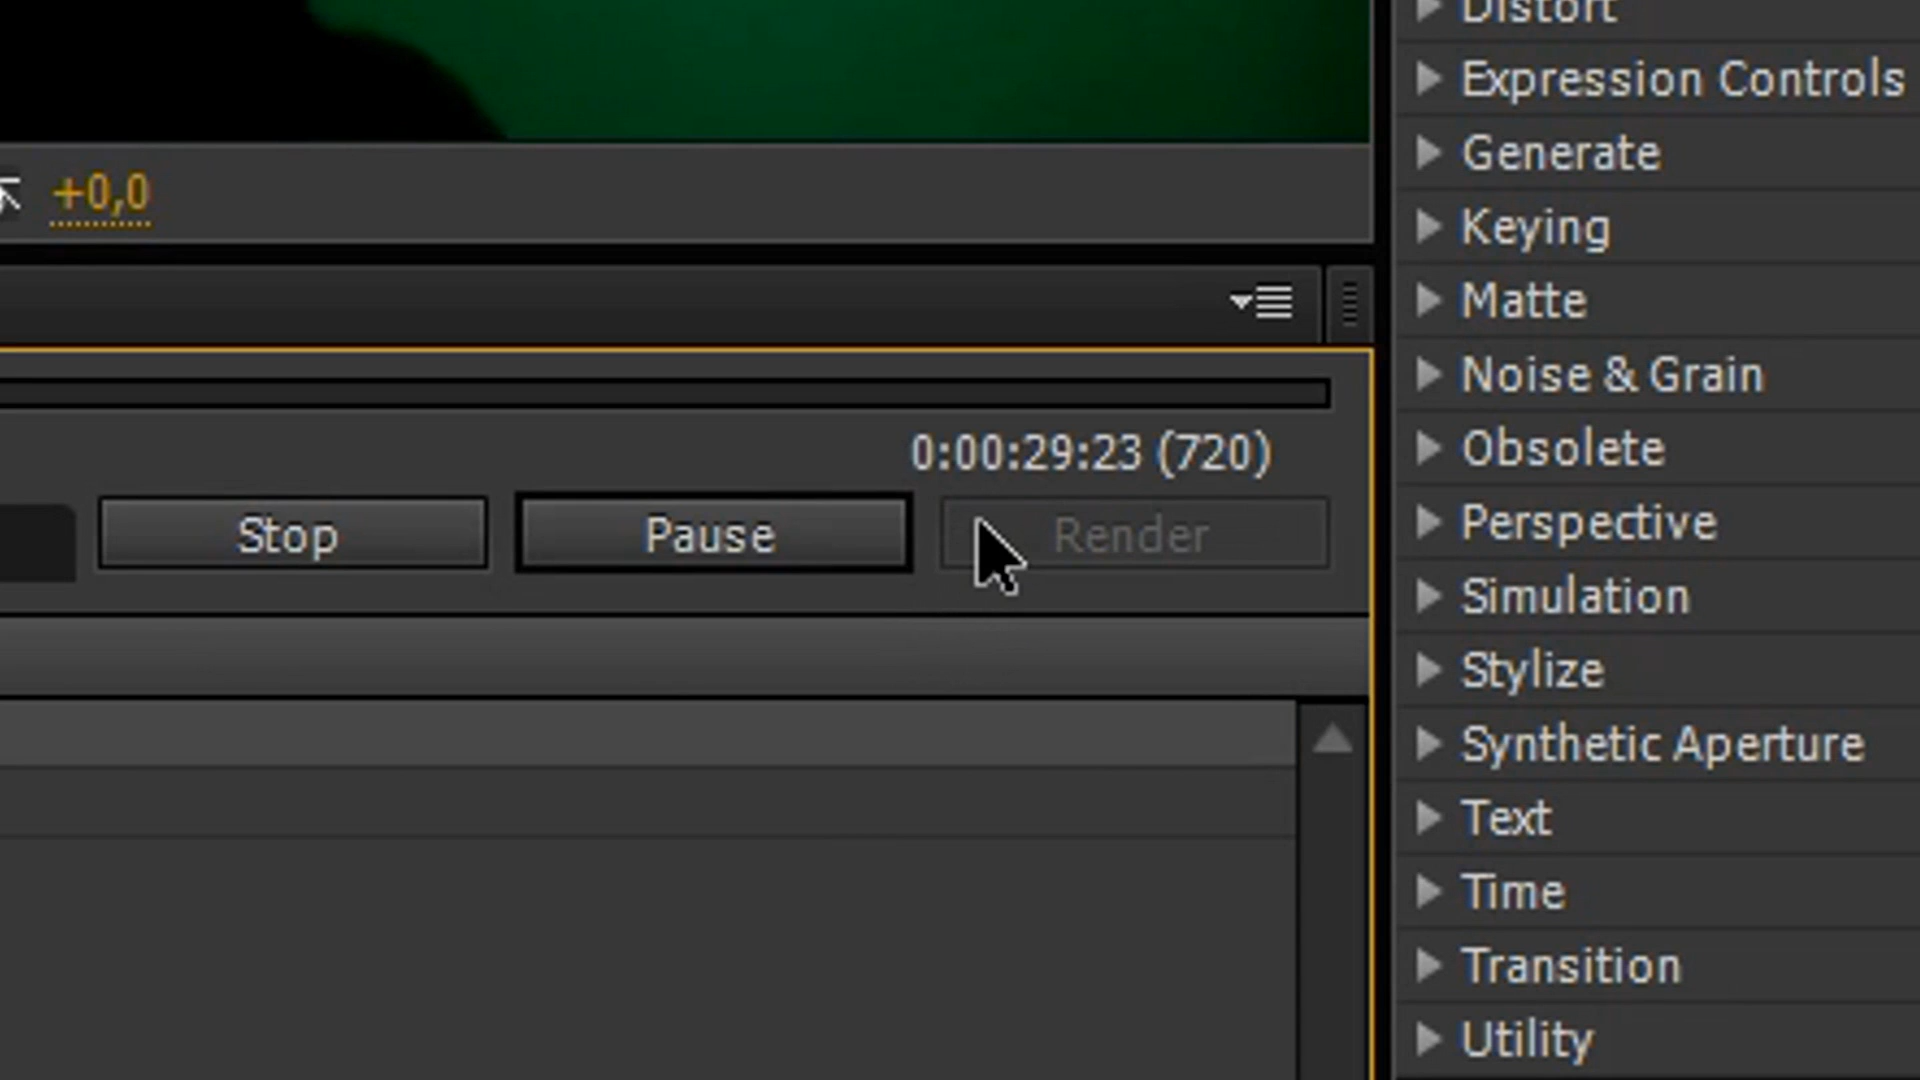 +0,0
0:00:29:23 (720)
Stop
Pause
Render
Distort
Expression Controls
Generate
Keying
Matte
Noise & Grain
Obsolete
Perspective
Simulation
Stylize
Synthetic Aperture
Text
Time
Transition
Utility